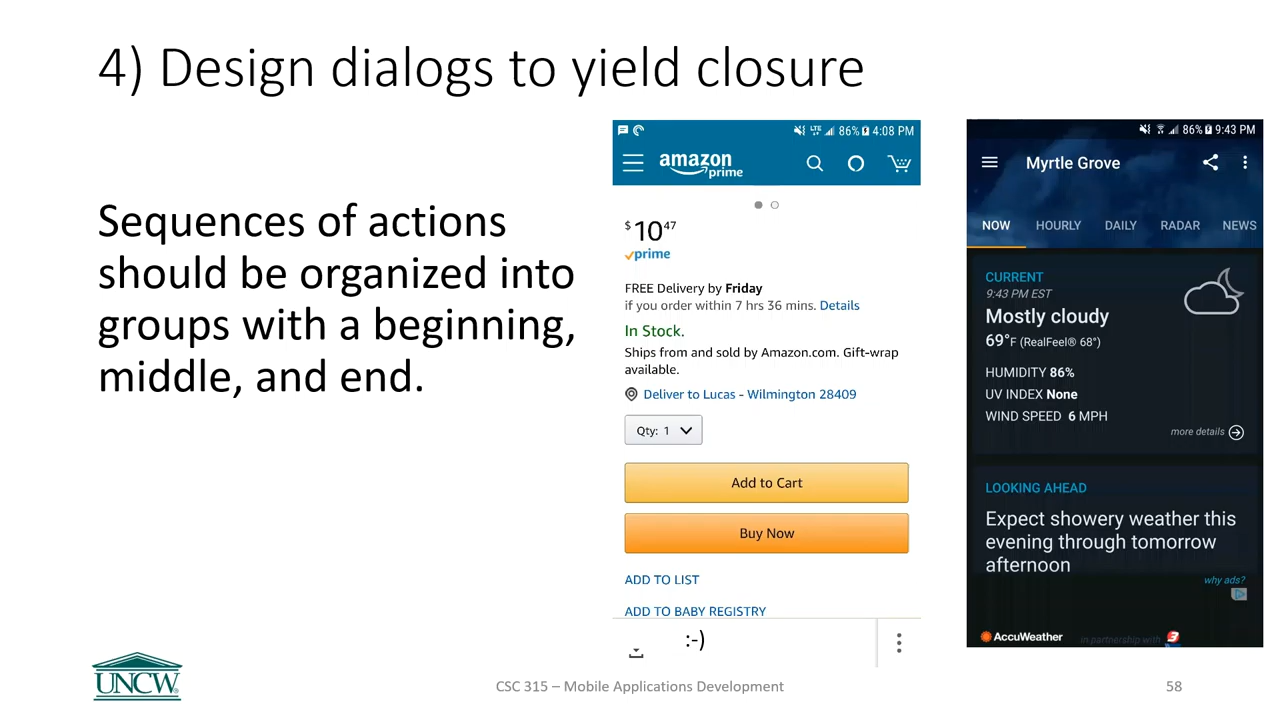 4) Design dialogs to yield closure
Sequences of actions
should be organized into
groups with a beginning,
middle, and end.
LTE 86% 4:08 PM
amazon
prime
$10 47
prime
FREE Delivery by Friday
if you order within 7 hrs 36 mins. Details
In Stock.
Ships from and sold by Amazon.com. Gift-wrap
available.
Deliver to Lucas - Wilmington 28409
Qty: 1
Add to Cart
Buy Now
ADD TO LIST
ADD TO BABY REGISTRY
:-)
86% 9:43 PM
Myrtle Grove
NOW HOURLY DAILY RADAR NEWS
CURRENT
9:43 PM EST
Mostly cloudy
69°F (RealFeel® 68°)
HUMIDITY 86%
UV INDEX None
WIND SPEED 6 MPH
more details
LOOKING AHEAD
Expect showery weather this
evening through tomorrow
afternoon
why ads?
AccuWeather in partnership with
UNCW®
CSC 315 – Mobile Applications Development
58